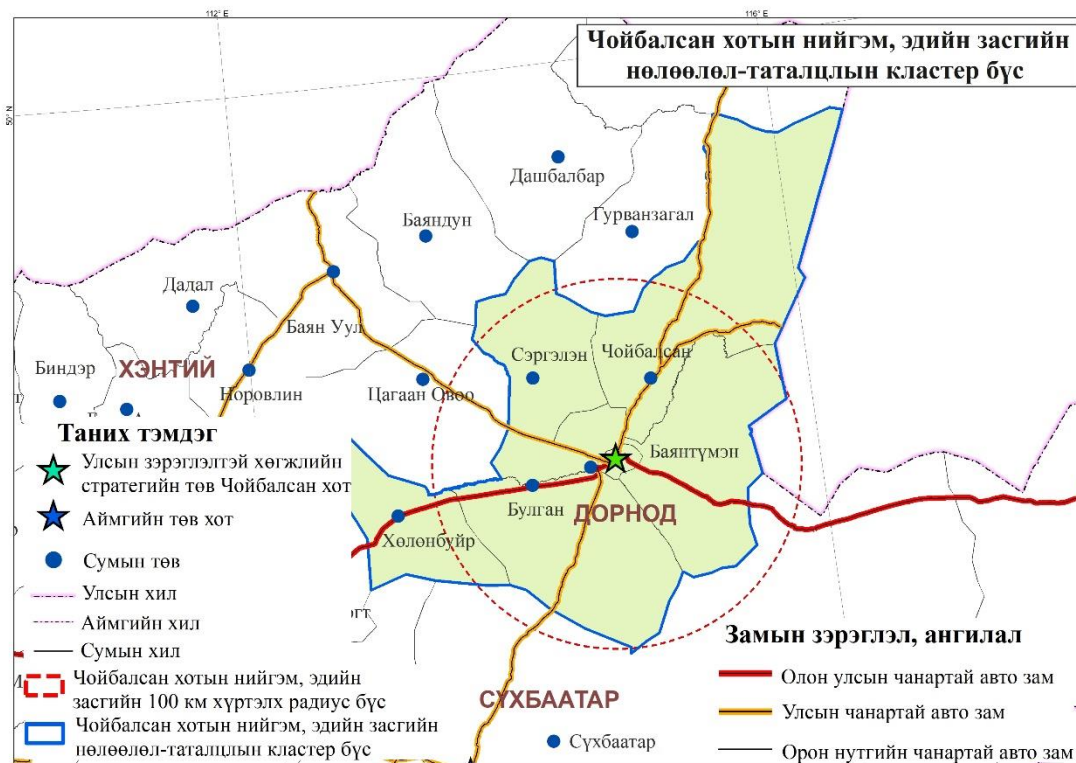 112°E
116°E
Чойбалсан хотын нийгэм, эдийн засгийн
нөлөөлөл-таталцлын кластер бүс
50°N
Дашбалбар
Баяндун
Гурванзагал
Дадал
Баян Уул
Сэргэлэн
Чойбалсан
Биндэр
ХЭНТИЙ
Норовлин
Цагаан Овоо
Баянтүмэн
Булган
ДОРНОД
Хөлөнбуйр
СҮХБААТАР
Сүхбаатар
Таних тэмдэг
Улсын зэрэглэлтэй хөгжлийн
стратегийн төв Чойбалсан хот
Аймгийн төв хот
Сумын төв
Улсын хил
Аймгийн хил
Сумын хил
Чойбалсан хотын нийгэм, эдийн
засгийн 100 км хүртэлх радиус бүс
Чойбалсан хотын нийгэм, эдийн засгийн
нөлөөлөл-таталцлын кластер бүс
Замын зэрэглэл, ангилал
Олон улсын чанартай авто зам
Улсын чанартай авто зам
Орон нутгийн чанартай авто зам